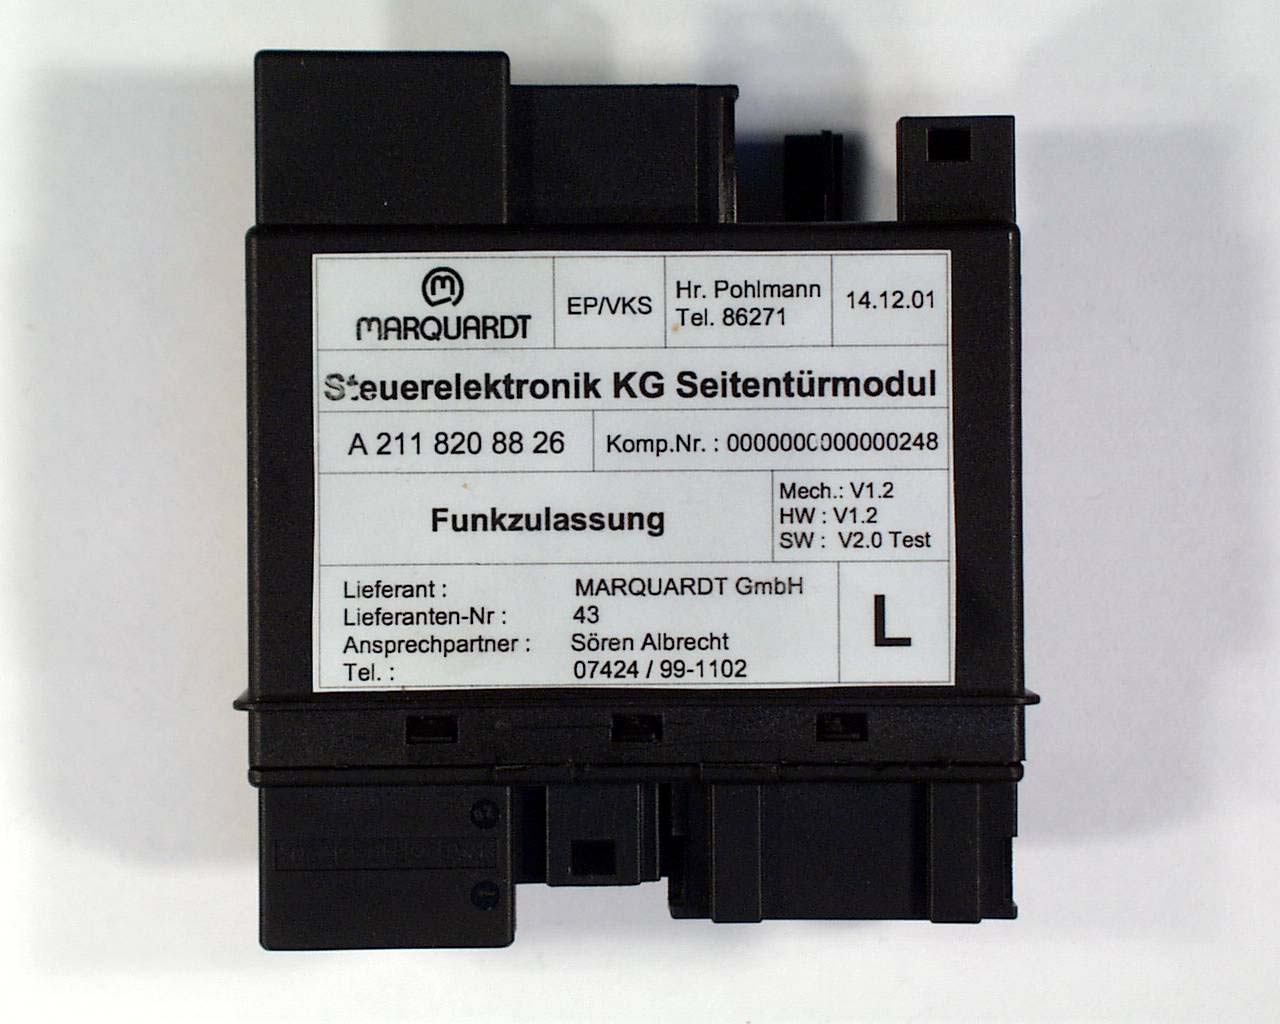 MARQUARDT
EP/VKS
Hr. Pohlmann
Tel. 86271
14.12.01
Steuerelektronik KG Seitentürmodul
A 211 820 88 26
Komp.Nr. : 0000000000000248
Funkzulassung
Mech.: V1.2
HW : V1.2
SW : V2.0 Test
Lieferant : MARQUARDT GmbH
Lieferanten-Nr : 43
Ansprechpartner : Sören Albrecht
Tel. : 07424 / 99-1102
L